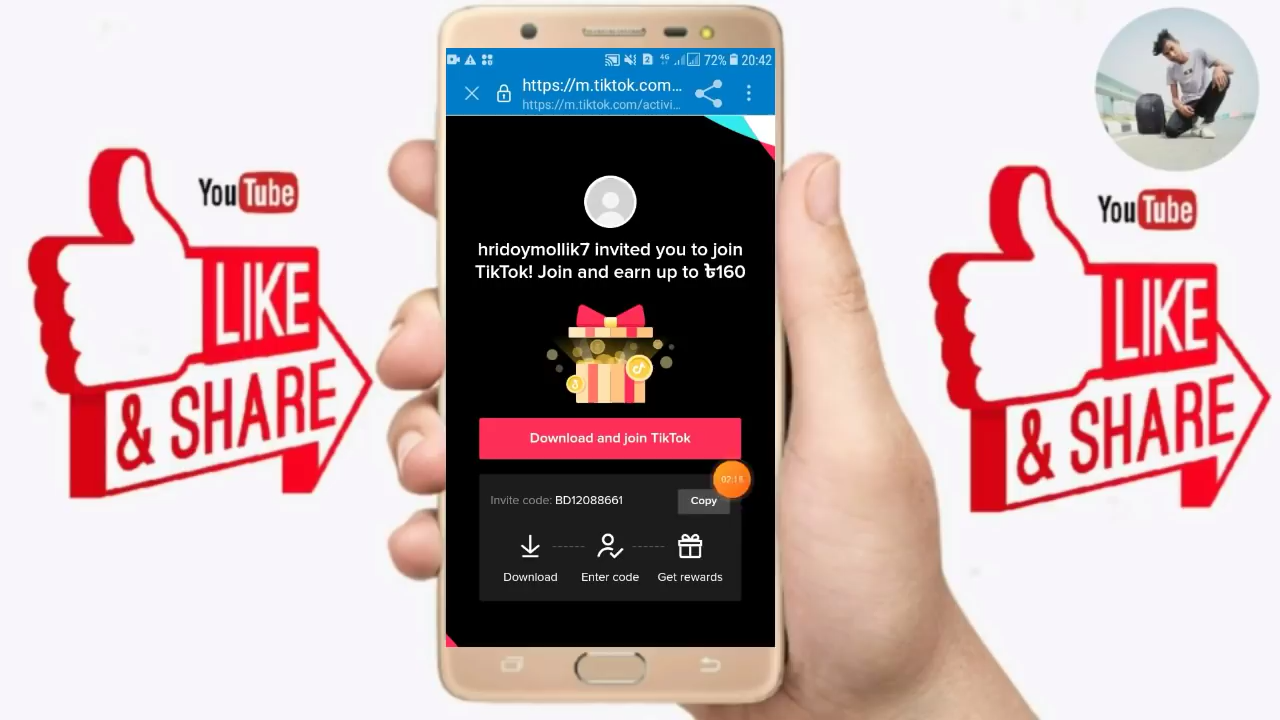 72% 20:42
https://m.tiktok.com...
https://m.tiktok.com/activi...
hridoymollik7 invited you to join
TikTok! Join and earn up to ৳160
Download and join TikTok
Invite code: BD12088661
Copy
Download
Enter code
Get rewards
YouTube
LIKE
& SHARE
YouTube
LIKE
& SHARE